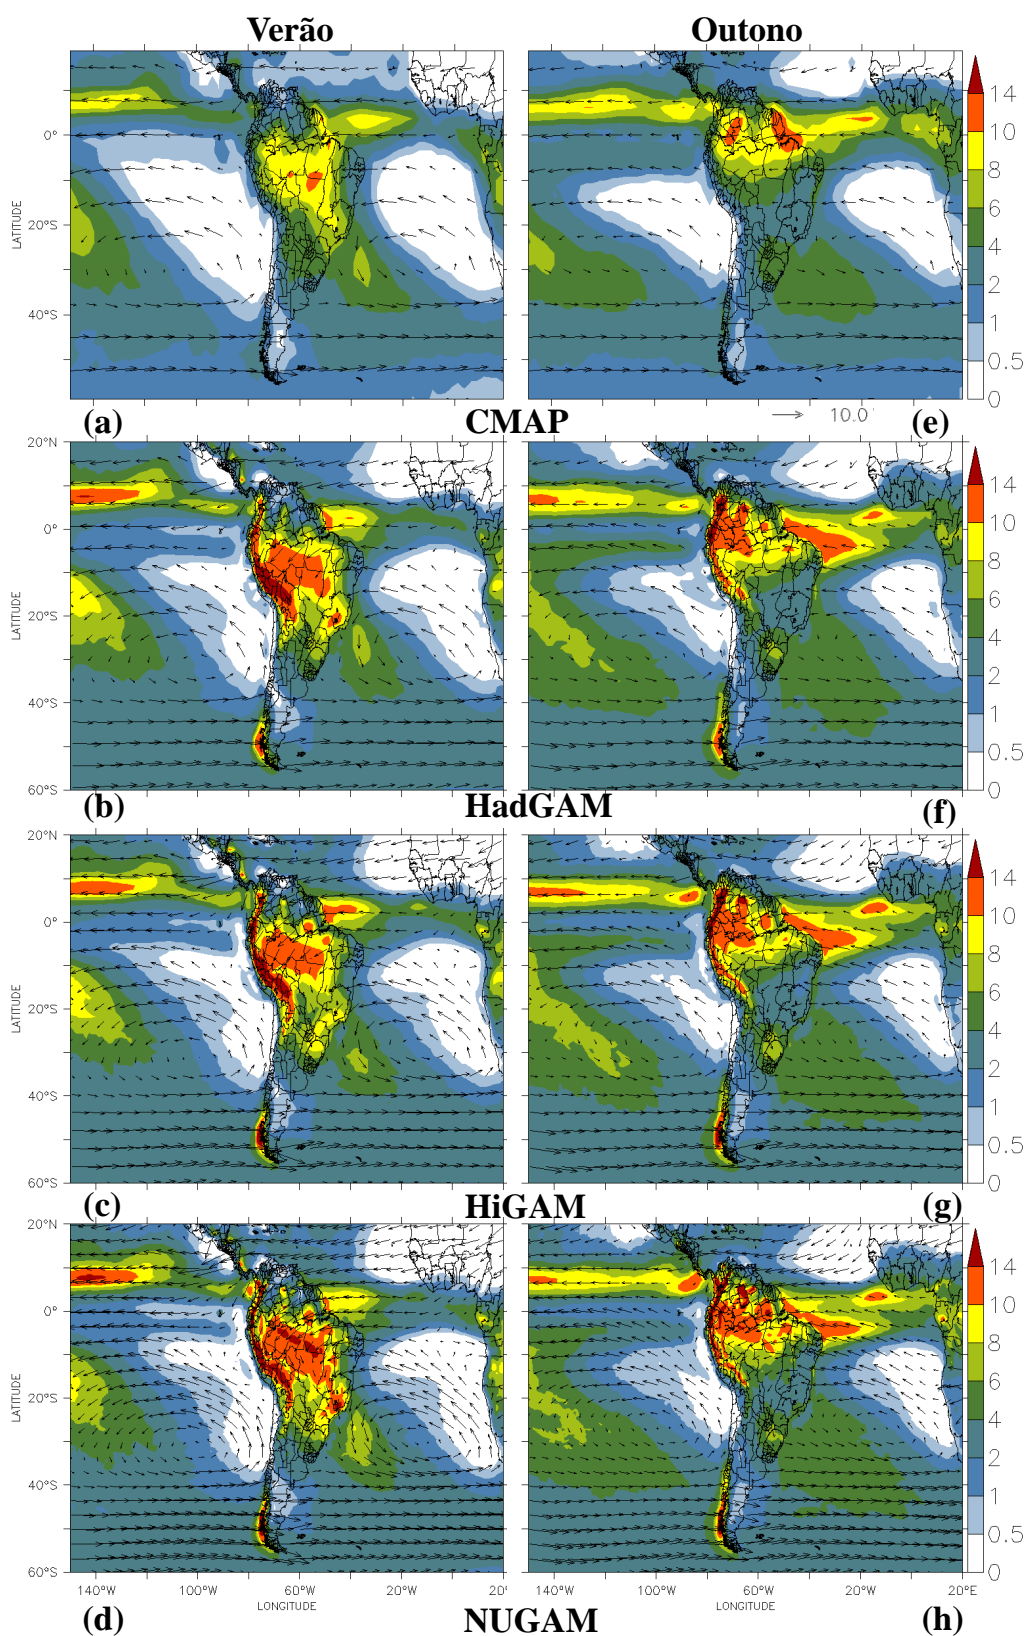 Verão Outono
14
10
0° 8
6
LATITUDE
20°S 4
2
40°S 1
0.5
0
(a) CMAP 10.0 (e)
20°N
14
10
0° 8
6
LATITUDE
20°S 4
2
40°S 1
0.5
60°S 0
(b) HadGAM (f)
20°N
14
10
0° 8
6
LATITUDE
20°S 4
2
40°S 1
0.5
60°S 0
(c) HiGAM (g)
20°N
14
10
0° 8
6
LATITUDE
20°S 4
2
40°S 1
0.5
60°S 0
140°W 100°W 60°W 20°W 140°W 100°W 60°W 20°W 20°E
LONGITUDE LONGITUDE
(d) NUGAM (h)